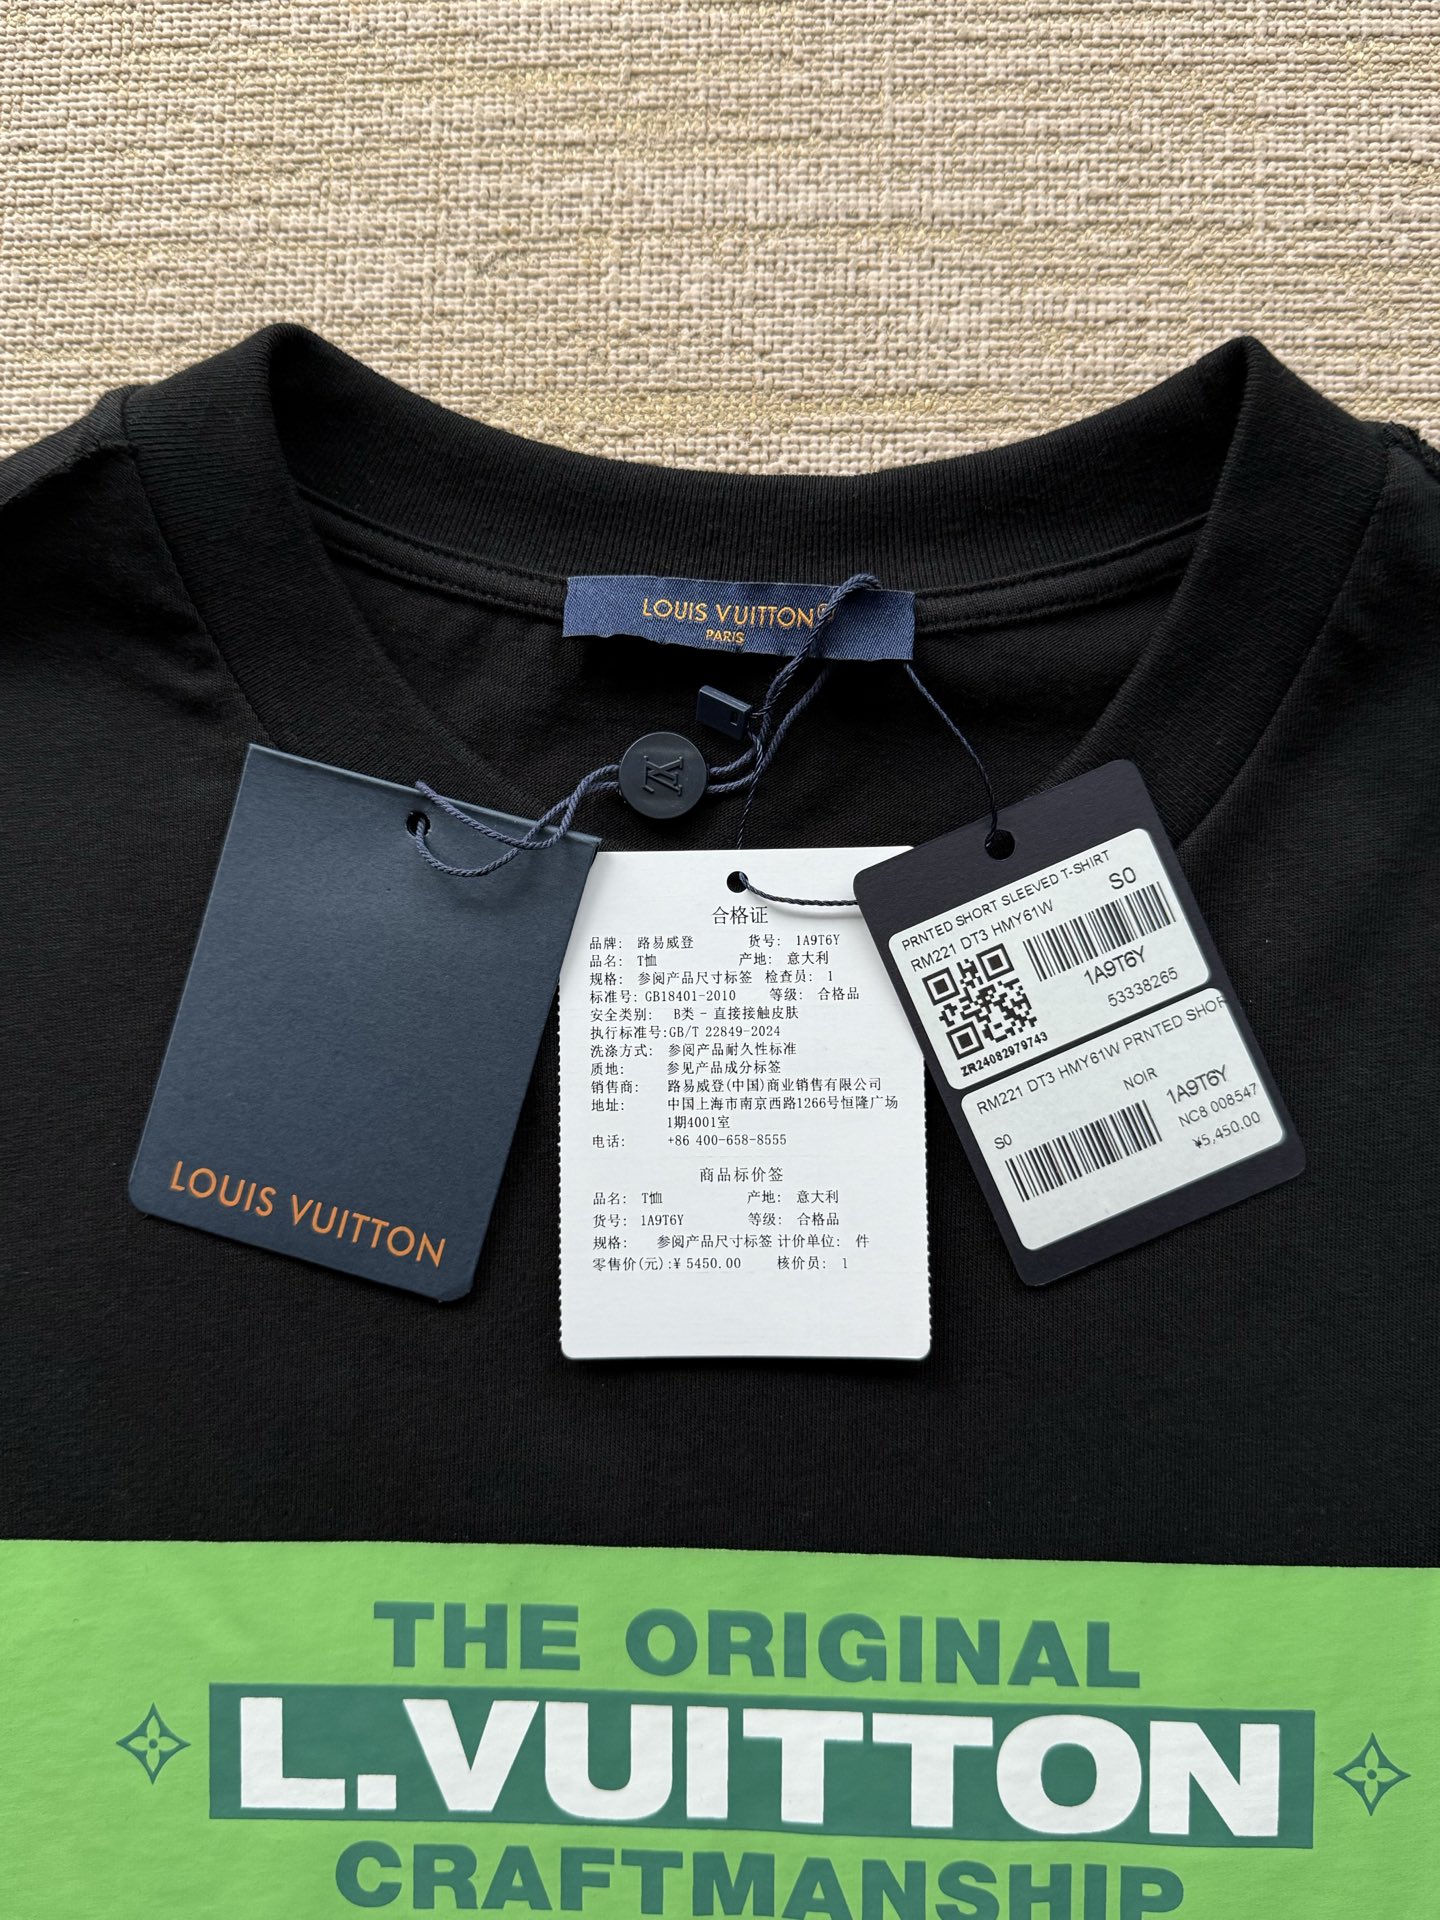 LOUIS VUITTON®
PARIS
LOUIS VUITTON
合格证
品牌: 路易威登 货号: 1A9T6Y
品名: T恤 产地: 意大利
规格: 参阅产品尺寸标签 检查员: 1
标准号: GB18401-2010 等级: 合格品
安全类别: B类 - 直接接触皮肤
执行标准号:GB/T 22849-2024
洗涤方式: 参阅产品耐久性标准
质地: 参见产品成分标签
销售商: 路易威登(中国)商业销售有限公司
地址: 中国上海市南京西路1266号恒隆广场
1期4001室
电话: +86 400-658-8555
商品标价签
品名: T恤 产地: 意大利
货号: 1A9T6Y 等级: 合格品
规格: 参阅产品尺寸标签 计价单位: 件
零售价(元):¥ 5450.00 核价员: 1
PRNTED SHORT SLEEVED T-SHIRT
RM221 DT3 HMY61W S0
1A9T6Y
53338265
ZR24082979743
RM221 DT3 HMY61W PRNTED SHOR
NOIR
S0 1A9T6Y
NC8 008547
¥5,450.00
THE ORIGINAL
L.VUITTON
CRAFTMANSHIP